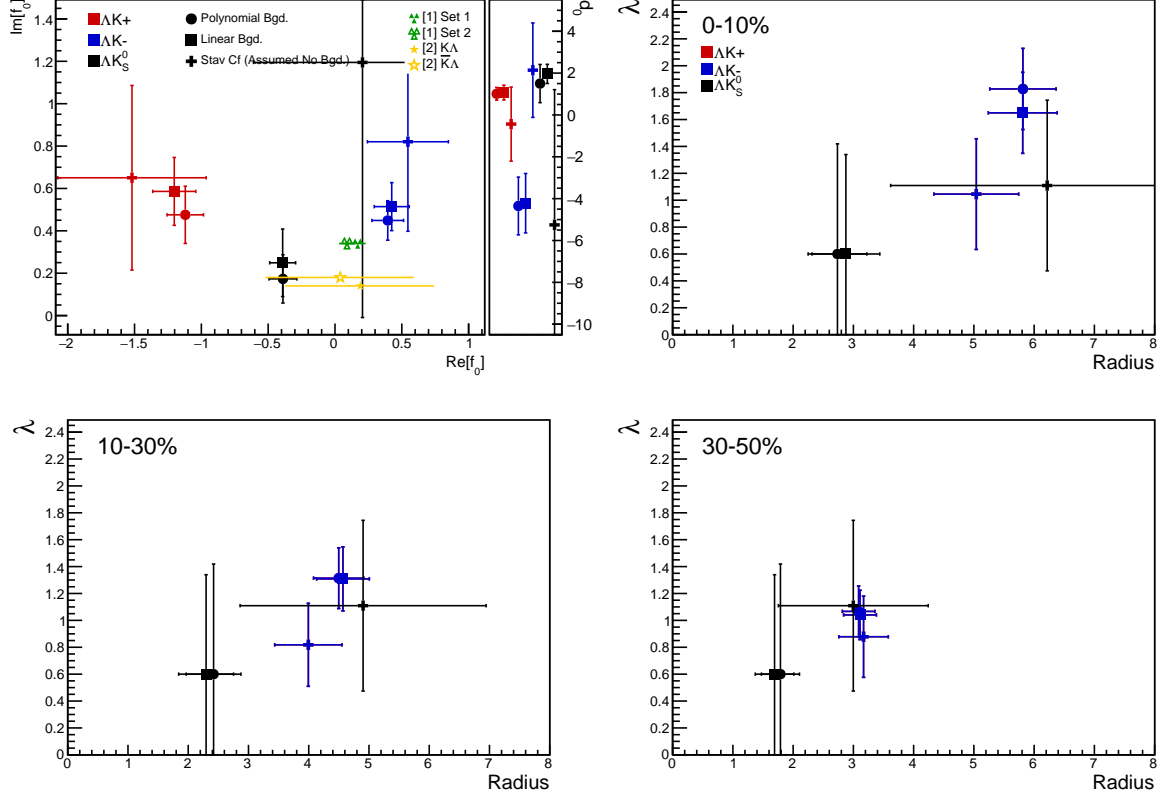 Im[f0]
1.4
1.2
1
0.8
0.6
0.4
0.2
0
−2
−1.5
−1
−0.5
0
0.5
1
Re[f0]
ΛK+
ΛK-
ΛK0S
Polynomial Bgd.
Linear Bgd.
Stav Cf (Assumed No Bgd.)
[1] Set 1
[1] Set 2
[2] KΛ
[2] K̅Λ
d0
4
2
0
−2
−4
−6
−8
−10
λ
2.4
2.2
2
1.8
1.6
1.4
1.2
1
0.8
0.6
0.4
0.2
0
0 1 2 3 4 5 6 7 8
Radius
0-10%
ΛK+
ΛK-
ΛK0S
λ
10-30%
2.4
2.2
2
1.8
1.6
1.4
1.2
1
0.8
0.6
0.4
0.2
0
0 1 2 3 4 5 6 7 8
Radius
λ
30-50%
2.4
2.2
2
1.8
1.6
1.4
1.2
1
0.8
0.6
0.4
0.2
0
0 1 2 3 4 5 6 7 8
Radius